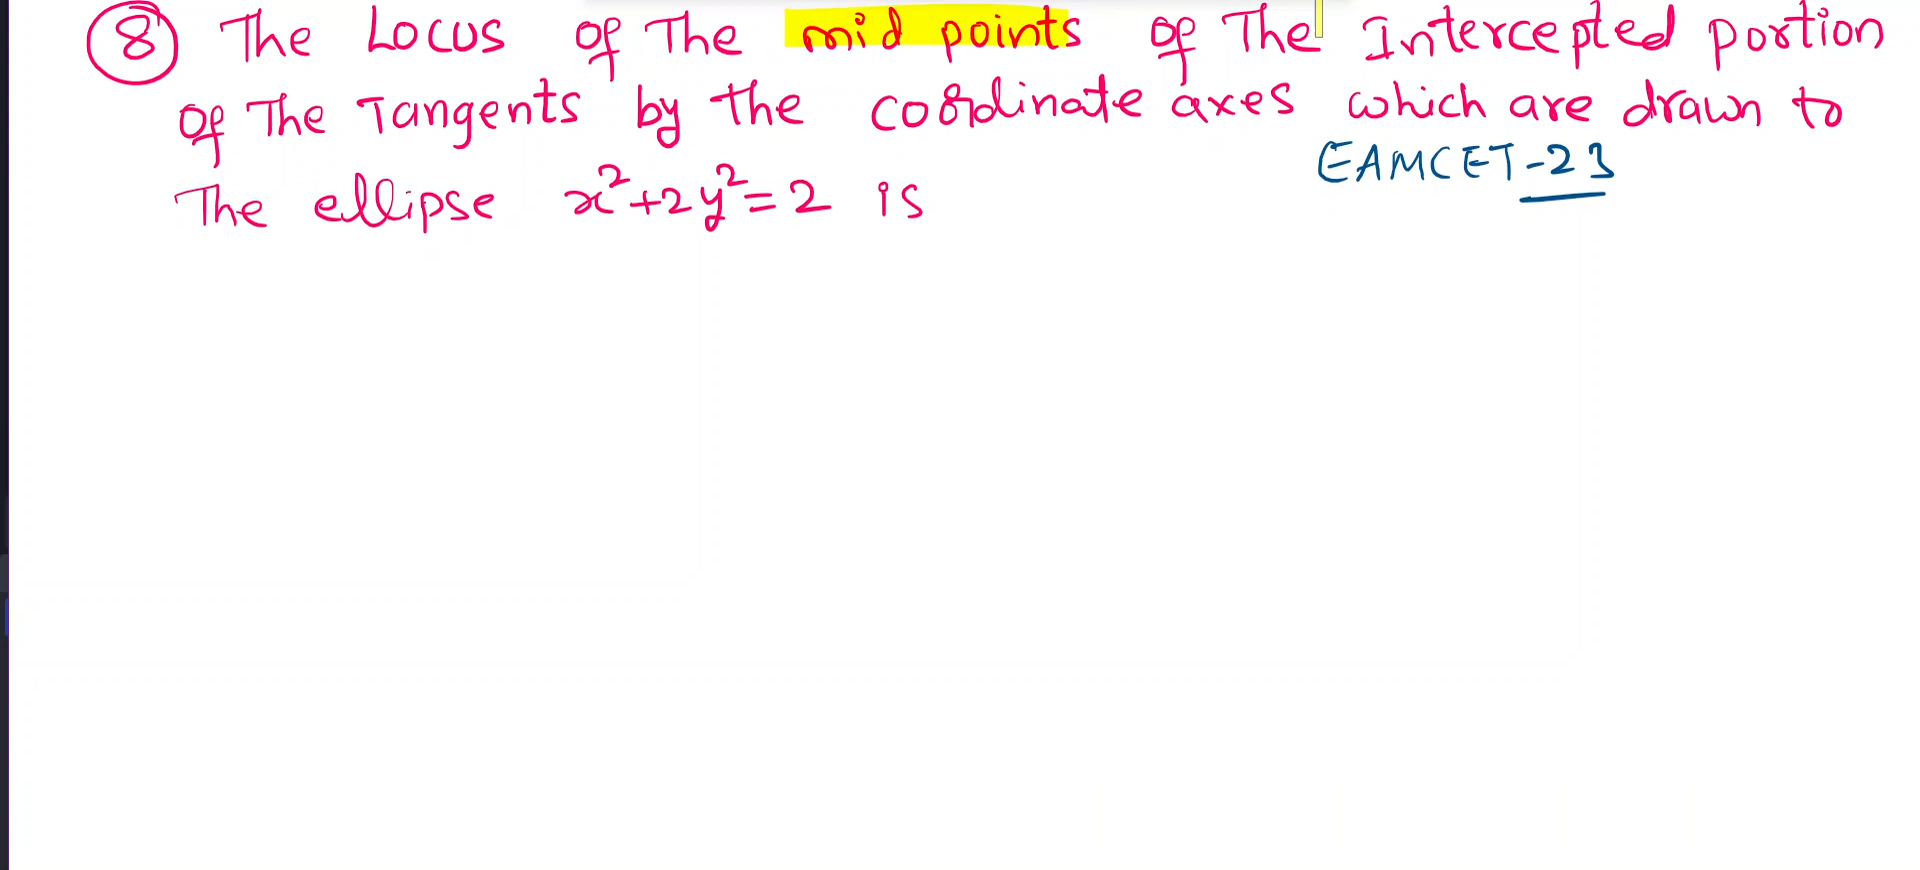 ⑧ The Locus of The mid points of The Intercepted portion
of The Tangents by the coordinate axes which are drawn to
EAMCET-23
The ellipse x²+2y²=2 is